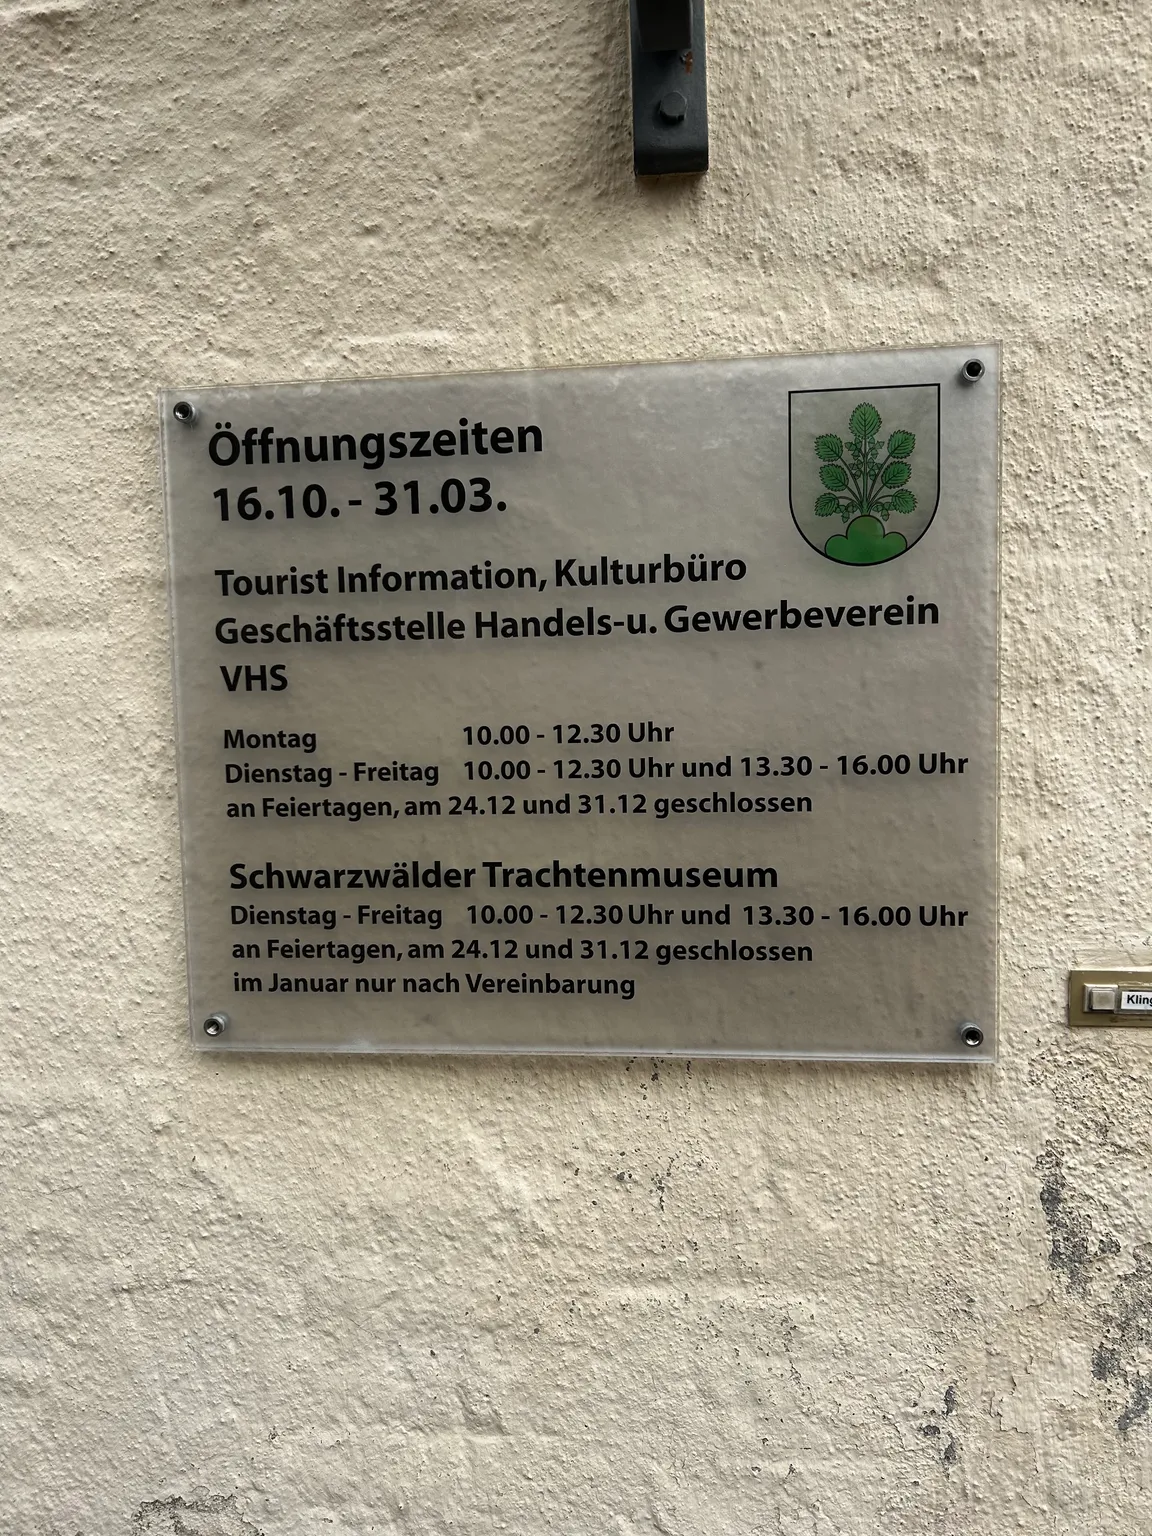 Öffnungszeiten
16.10. - 31.03.
Tourist Information, Kulturbüro
Geschäftsstelle Handels-u. Gewerbeverein
VHS
Montag 10.00 - 12.30 Uhr
Dienstag - Freitag 10.00 - 12.30 Uhr und 13.30 - 16.00 Uhr
an Feiertagen, am 24.12 und 31.12 geschlossen
Schwarzwälder Trachtenmuseum
Dienstag - Freitag 10.00 - 12.30 Uhr und 13.30 - 16.00 Uhr
an Feiertagen, am 24.12 und 31.12 geschlossen
im Januar nur nach Vereinbarung